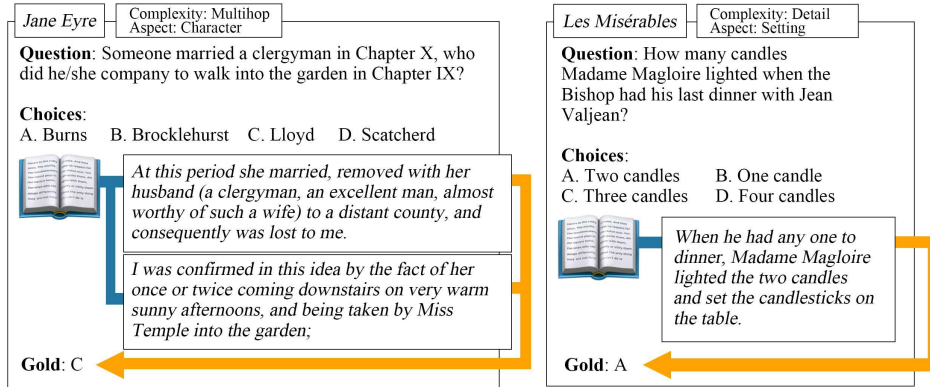 Jane Eyre
Complexity: Multihop
Aspect: Character
Question: Someone married a clergyman in Chapter X, who
did he/she company to walk into the garden in Chapter IX?
Choices:
A. Burns B. Brocklehurst C. Lloyd D. Scatcherd
At this period she married, removed with her
husband (a clergyman, an excellent man, almost
worthy of such a wife) to a distant county, and
consequently was lost to me.
I was confirmed in this idea by the fact of her
once or twice coming downstairs on very warm
sunny afternoons, and being taken by Miss
Temple into the garden;
Gold: C
Les Misérables
Complexity: Detail
Aspect: Setting
Question: How many candles
Madame Magloire lighted when the
Bishop had his last dinner with Jean
Valjean?
Choices:
A. Two candles B. One candle
C. Three candles D. Four candles
When he had any one to
dinner, Madame Magloire
lighted the two candles
and set the candlesticks on
the table.
Gold: A